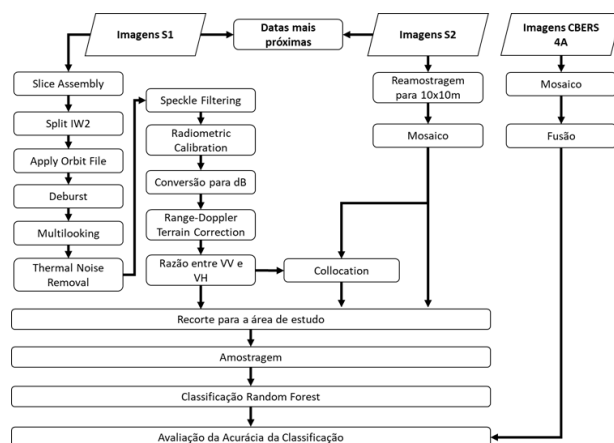 Imagens S1
Datas mais
próximas
Imagens S2
Imagens CBERS
4A
Slice Assembly
Split IW2
Apply Orbit File
Deburst
Multilooking
Thermal Noise
Removal
Speckle Filtering
Radiometric
Calibration
Conversão para dB
Range-Doppler
Terrain Correction
Razão entre VV e
VH
Reamostragem
para 10x10m
Mosaico
Collocation
Mosaico
Fusão
Recorte para a área de estudo
Amostragem
Classificação Random Forest
Avaliação da Acurácia da Classificação